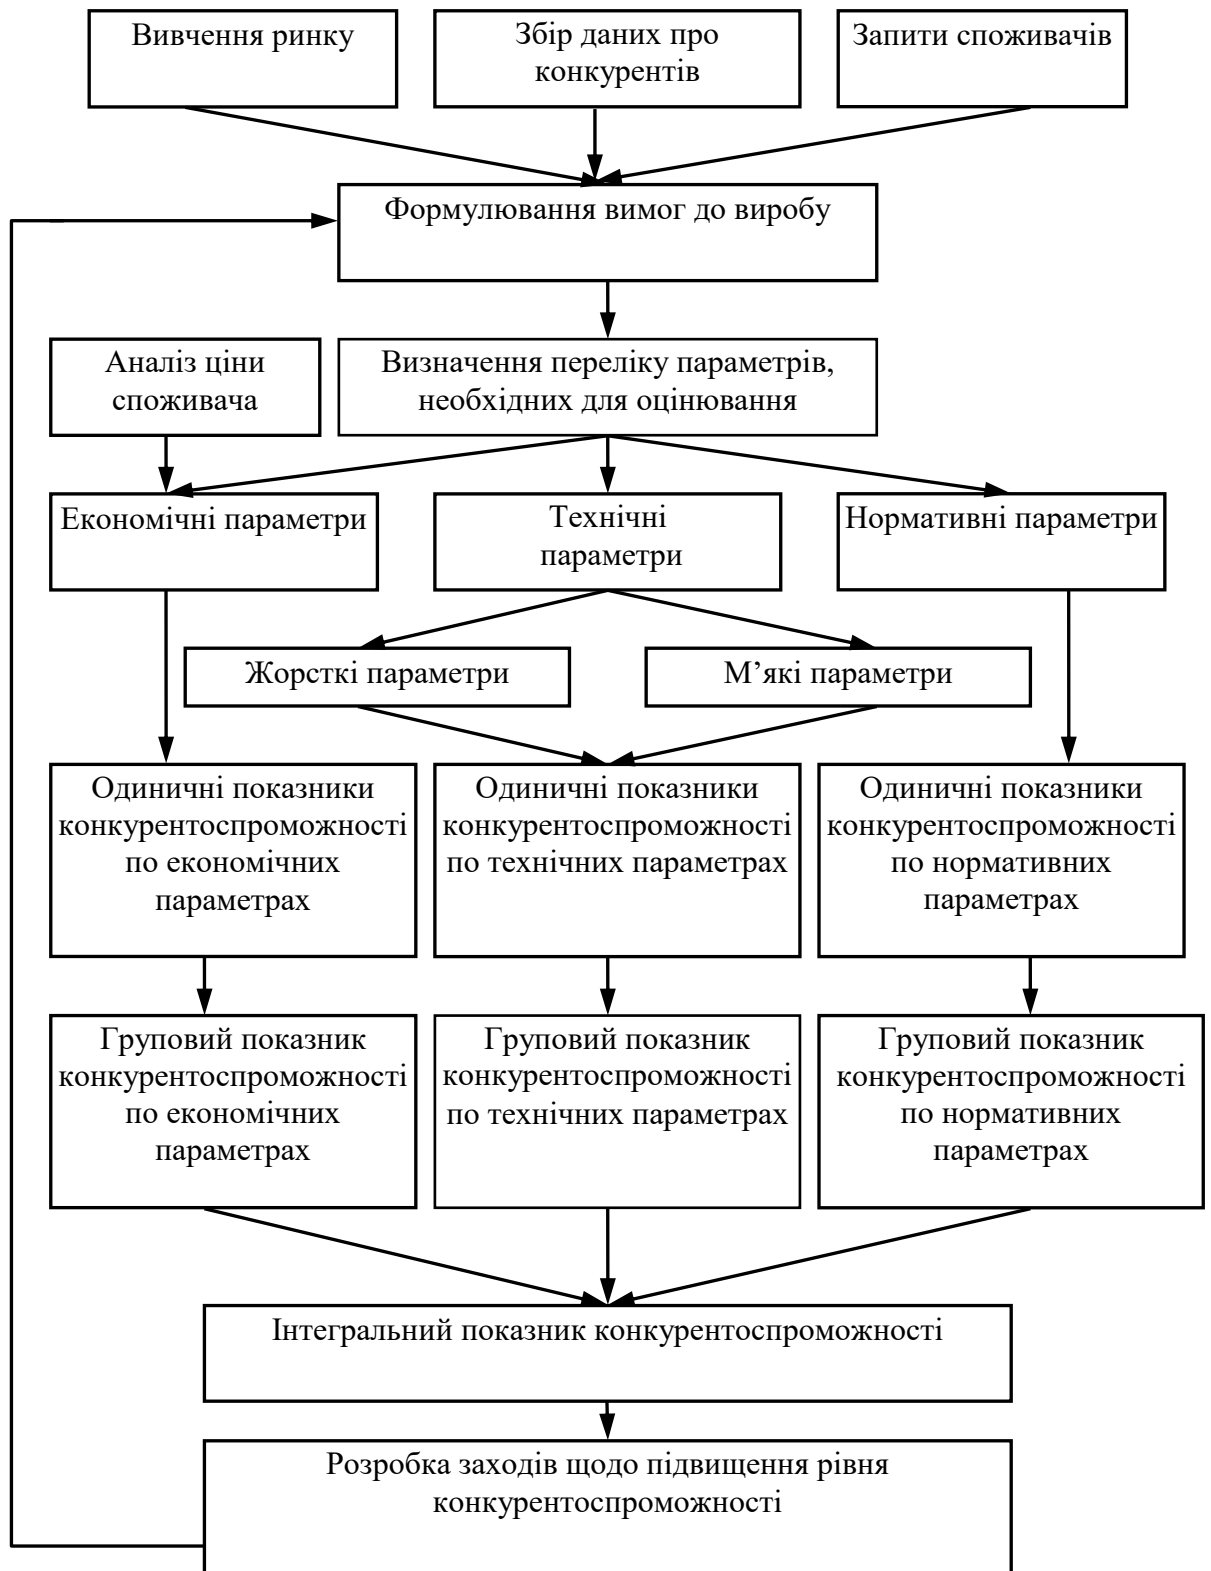 Вивчення ринку
Збір даних про
конкурентів
Запити споживачів
Формулювання вимог до виробу
Аналіз ціни
споживача
Визначення переліку параметрів,
необхідних для оцінювання
Економічні параметри
Технічні
параметри
Нормативні параметри
Жорсткі параметри
М’які параметри
Одиничні показники
конкурентоспроможності
по економічних
параметрах
Одиничні показники
конкурентоспроможності
по технічних параметрах
Одиничні показники
конкурентоспроможності
по нормативних
параметрах
Груповий показник
конкурентоспроможності
по економічних
параметрах
Груповий показник
конкурентоспроможності
по технічних параметрах
Груповий показник
конкурентоспроможності
по нормативних
параметрах
Інтегральний показник конкурентоспроможності
Розробка заходів щодо підвищення рівня
конкурентоспроможності